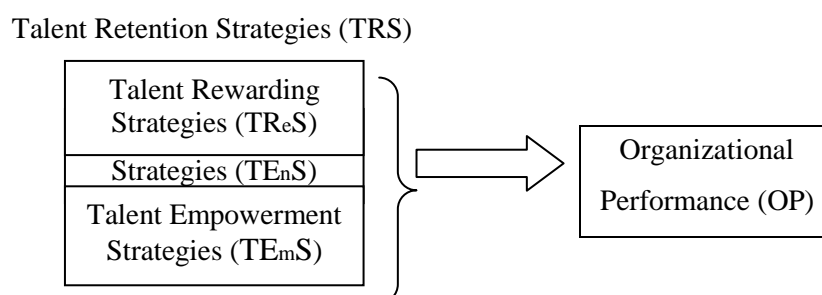 Talent Retention Strategies (TRS)
Talent Rewarding
Strategies (TReS)
Strategies (TEnS)
Talent Empowerment
Strategies (TEmS)
Organizational
Performance (OP)